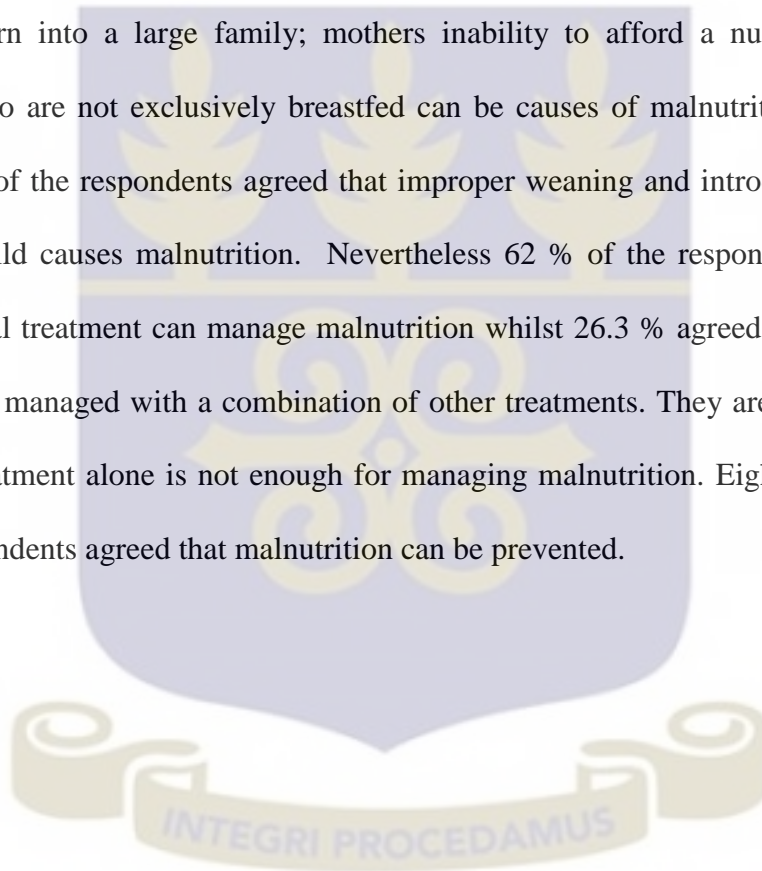 rn into a large family; mothers inability to afford a nu
o are not exclusively breastfed can be causes of malnutrit
of the respondents agreed that improper weaning and intro
ld causes malnutrition. Nevertheless 62 % of the respon
l treatment can manage malnutrition whilst 26.3 % agreed
managed with a combination of other treatments. They are
atment alone is not enough for managing malnutrition. Eigh
ndents agreed that malnutrition can be prevented.
INTEGRI PROCEDAMUS